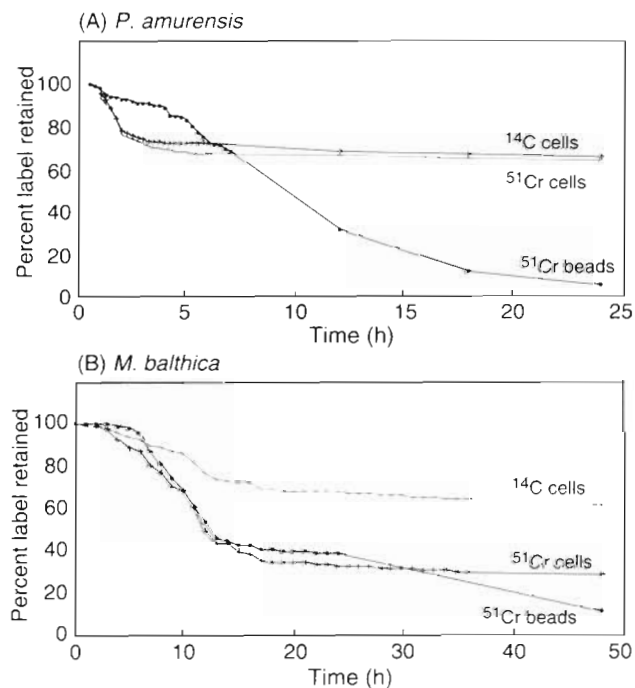 (A) P. amurensis
Percent label retained
100
80
60
40
20
0
14C cells
51Cr cells
51Cr beads
0 5 10 15 20 25
Time (h)
(B) M. balthica
Percent label retained
100
80
60
40
20
0
14C cells
51Cr cells
51Cr beads
0 10 20 30 40 50
Time (h)